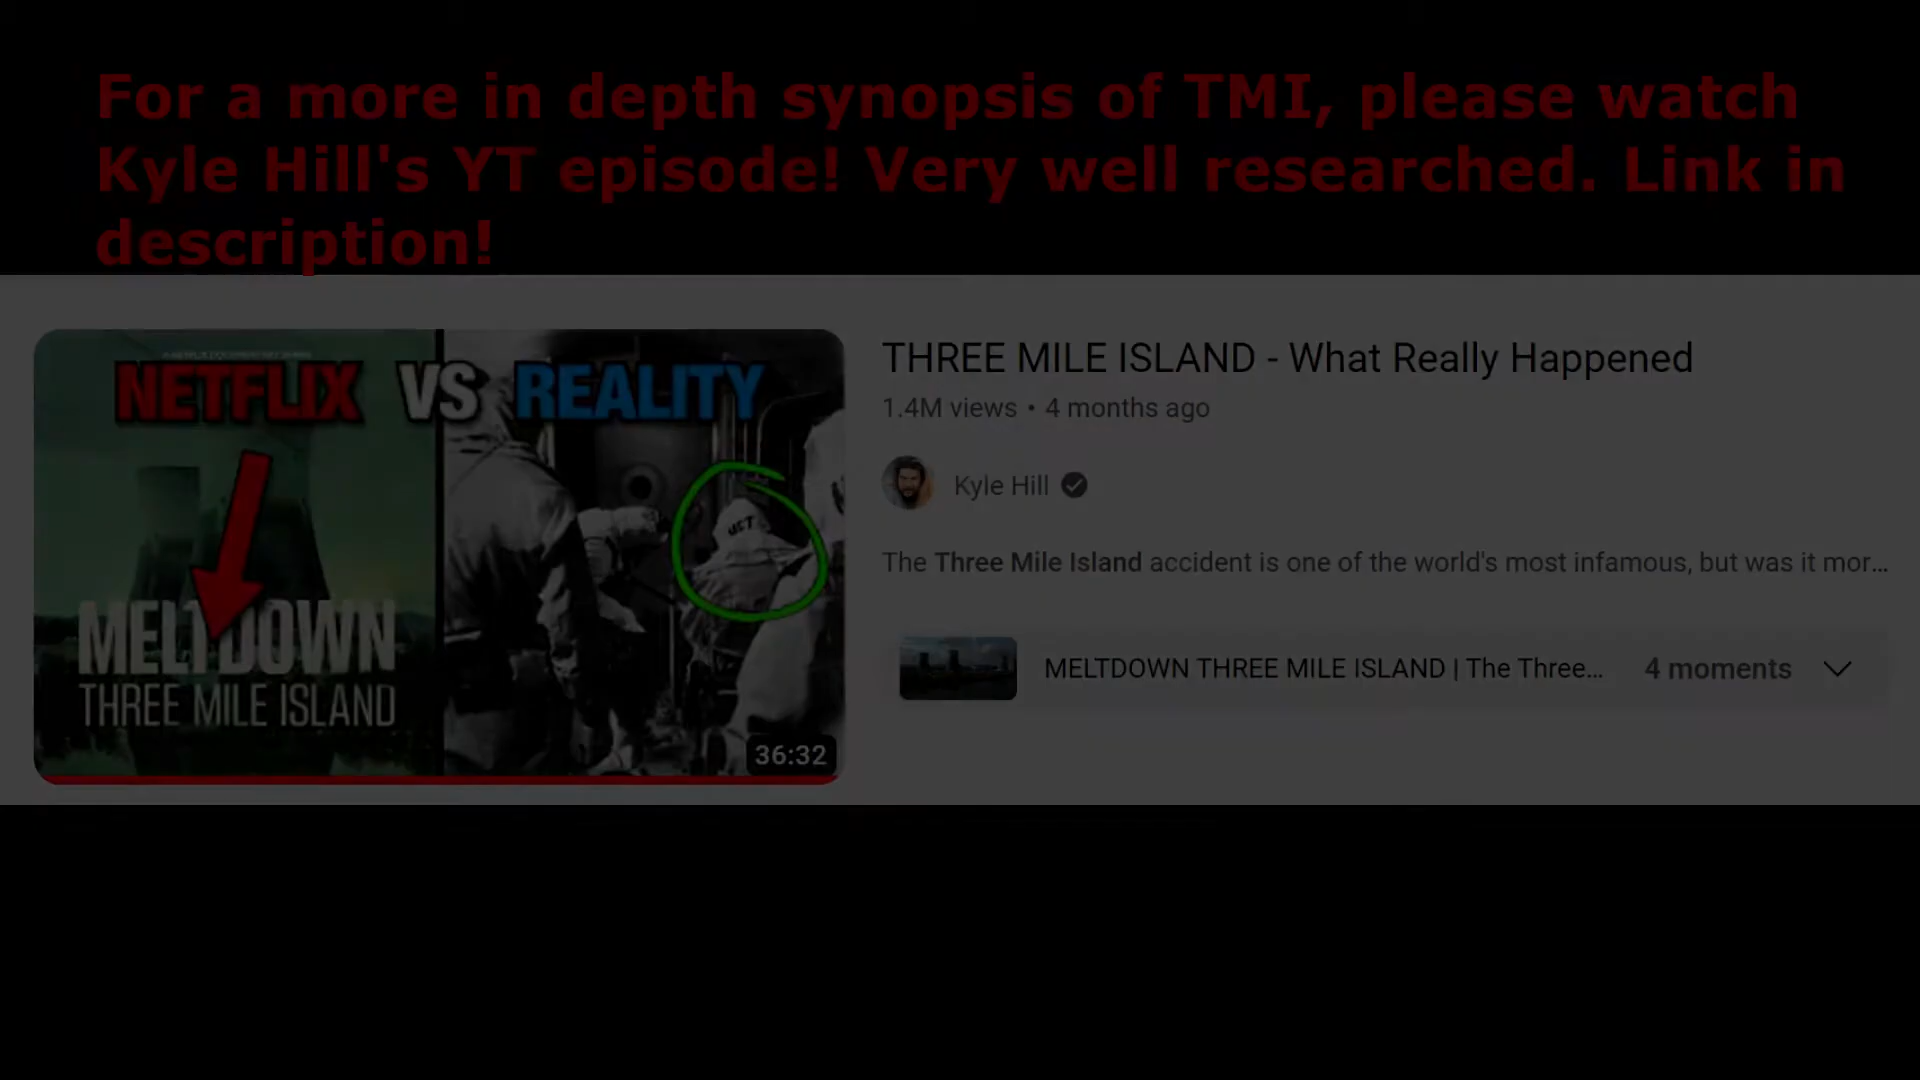 For a more in depth synopsis of TMI, please watch
Kyle Hill's YT episode! Very well researched. Link in
description!
NETFLIX VS REALITY
MELTDOWN
THREE MILE ISLAND
36:32
THREE MILE ISLAND - What Really Happened
1.4M views • 4 months ago
Kyle Hill
The Three Mile Island accident is one of the world's most infamous, but was it mor...
MELTDOWN THREE MILE ISLAND | The Three...
4 moments